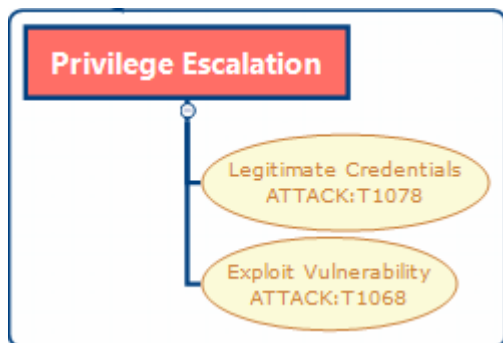 Privilege Escalation
Legitimate Credentials
ATTACK:T1078
Exploit Vulnerability
ATTACK:T1068